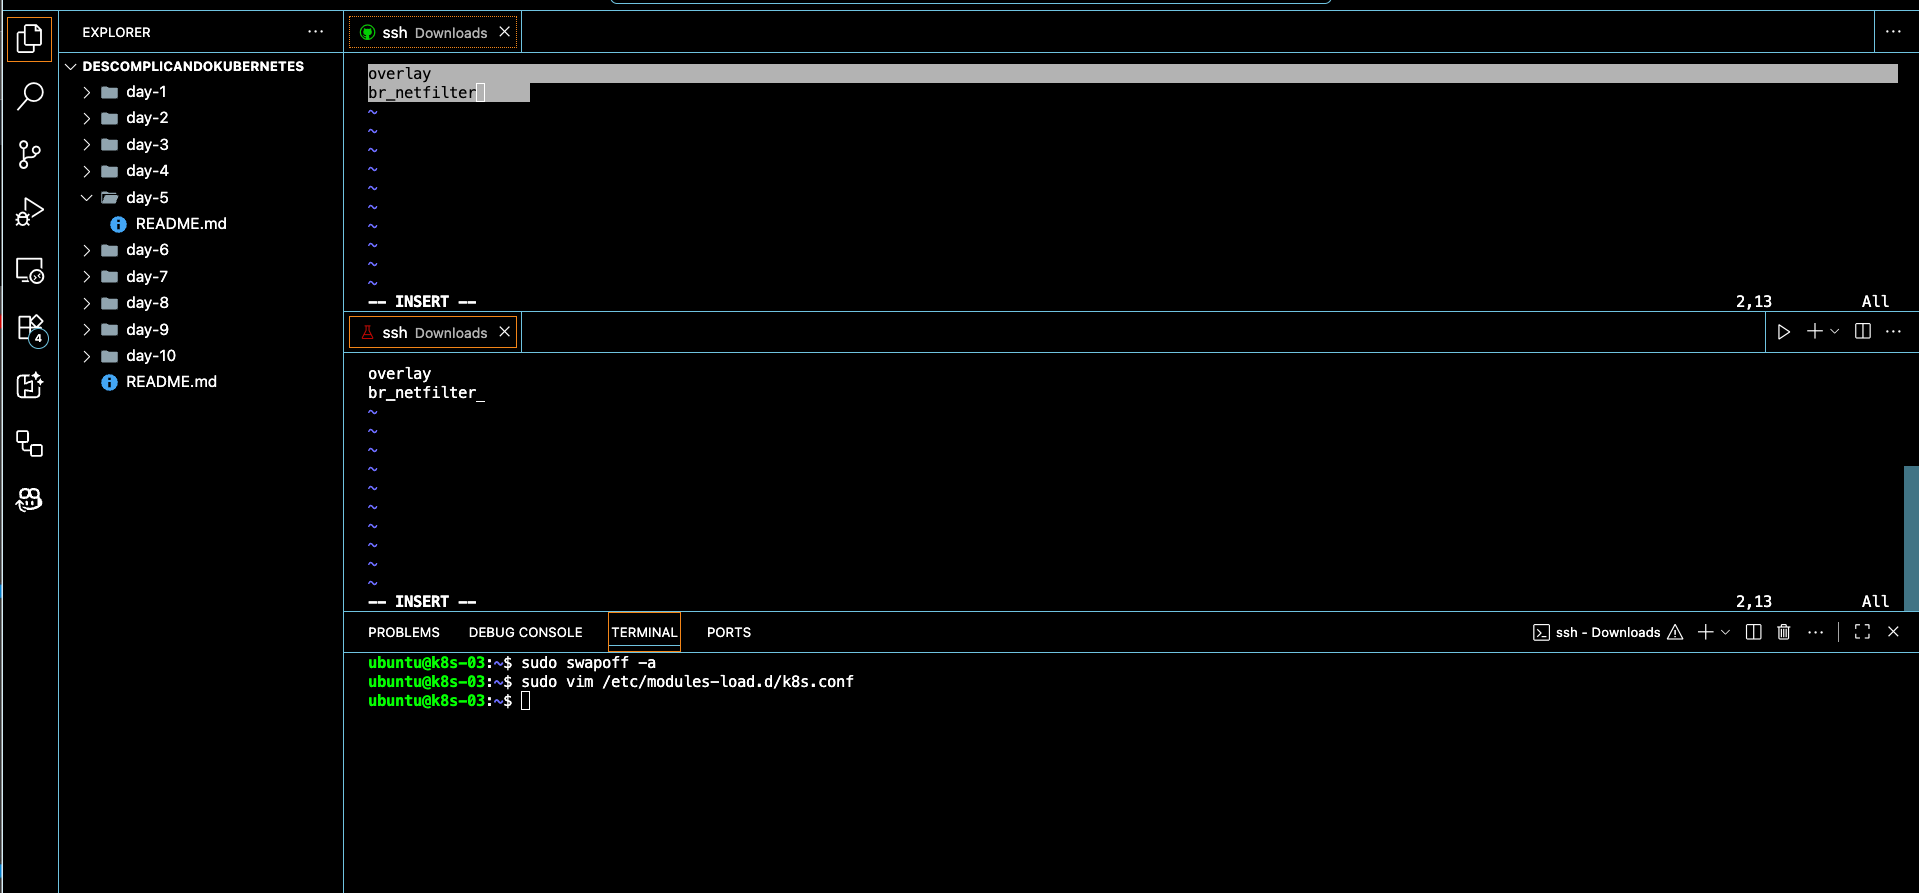 EXPLORER
DESCOMPLICANDOKUBERNETES
day-1
day-2
day-3
day-4
day-5
README.md
day-6
day-7
day-8
day-9
day-10
README.md
4
ssh Downloads
overlay
br_netfilter
~
~
~
~
~
~
~
~
~
~
-- INSERT -- 2,13 All
ssh Downloads
overlay
br_netfilter_
~
~
~
~
~
~
~
~
~
~
-- INSERT -- 2,13 All
PROBLEMS DEBUG CONSOLE TERMINAL PORTS ssh - Downloads
ubuntu@k8s-03:~$ sudo swapoff -a
ubuntu@k8s-03:~$ sudo vim /etc/modules-load.d/k8s.conf
ubuntu@k8s-03:~$